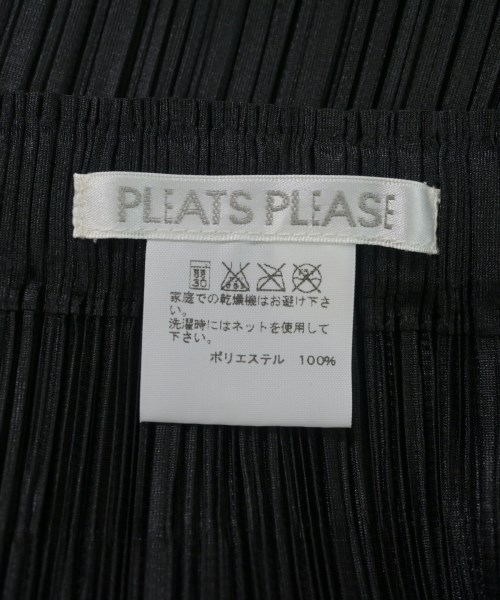 PLEATS PLEASE
30
家庭での乾燥機はお避け下さ
い。
洗濯時にはネットを使用して
下さい。
ポリエステル 100%